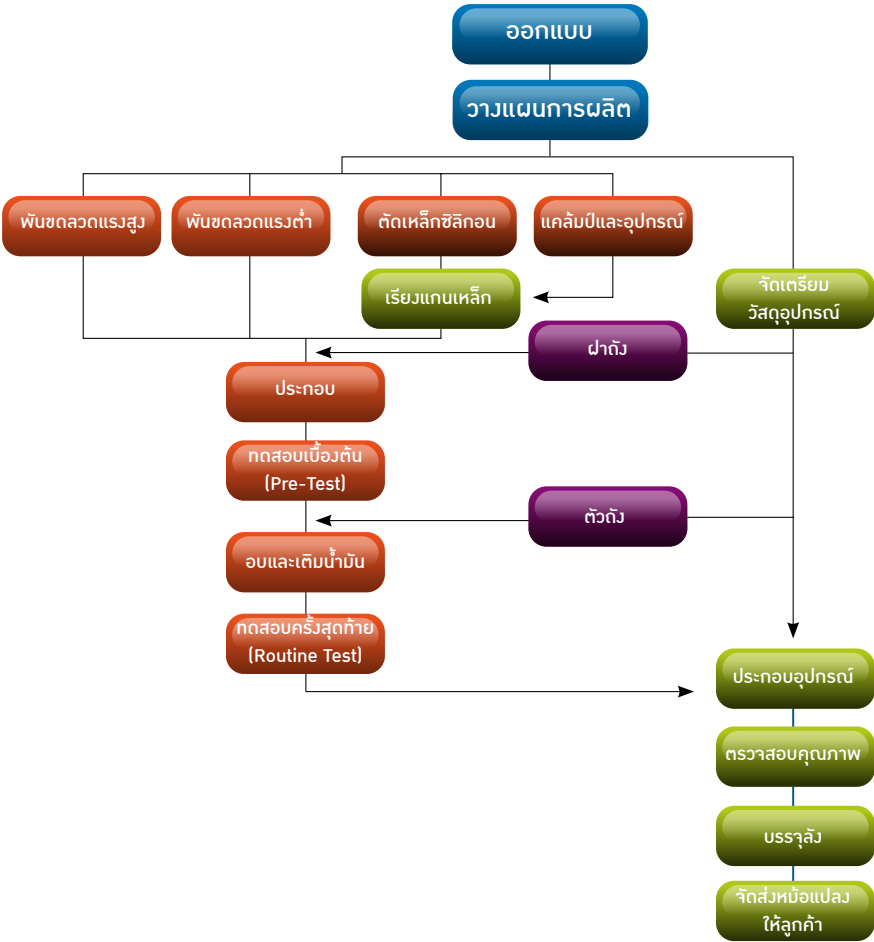 ออกแบบ
วางแผนการผลิต
พันขดลวดแรงสูง
พันขดลวดแรงต่ำ
ตัดเหล็กซิลิกอน
แคล้มป์และอุปกรณ์
เรียงแกนเหล็ก
จัดเตรียม
วัสดุอุปกรณ์
ฝาถัง
ประกอบ
ทดสอบเบื้องต้น
(Pre-Test)
ตัวถัง
อบและเติมน้ำมัน
ทดสอบครั้งสุดท้าย
(Routine Test)
ประกอบอุปกรณ์
ตรวจสอบคุณภาพ
บรรจุลัง
จัดส่งหม้อแปลง
ให้ลูกค้า